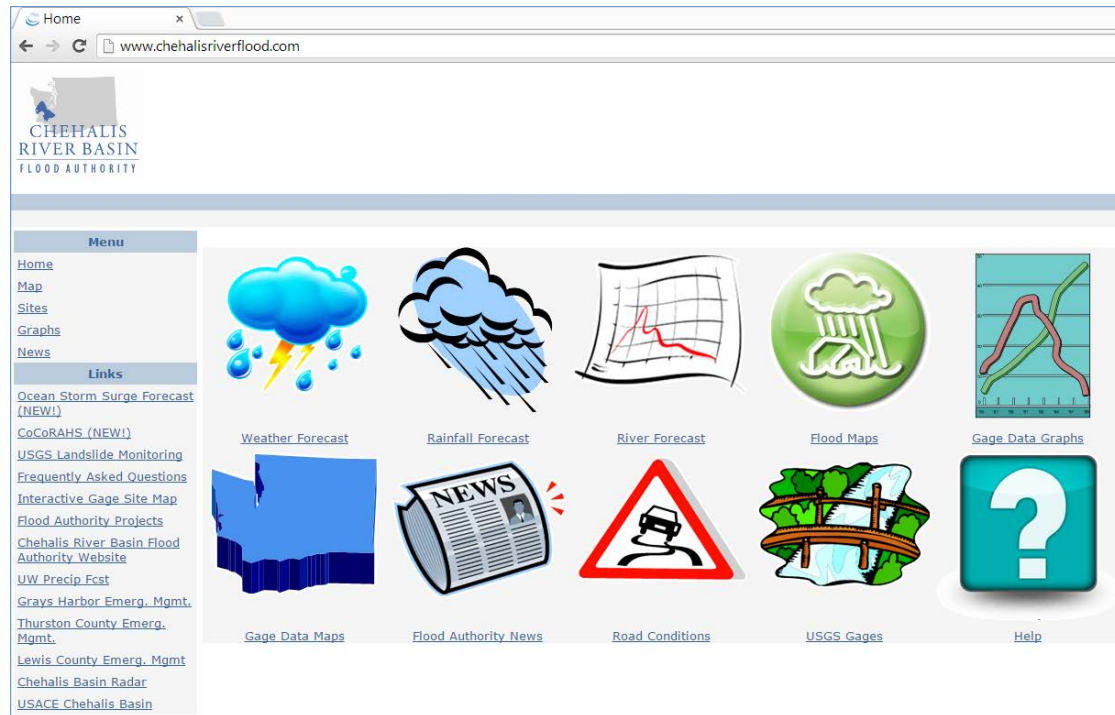 Home
www.chehalisriverflood.com
CHEHALIS
RIVER BASIN
FLOOD AUTHORITY
Menu
Home
Map
Sites
Graphs
News
Links
Ocean Storm Surge Forecast
(NEW!)
CoCoRAHS (NEW!)
USGS Landslide Monitoring
Frequently Asked Questions
Interactive Gage Site Map
Flood Authority Projects
Chehalis River Basin Flood
Authority Website
UW Precip Fcst
Grays Harbor Emerg. Mgmt.
Thurston County Emerg.
Mgmt.
Lewis County Emerg. Mgmt
Chehalis Basin Radar
USACE Chehalis Basin
Weather Forecast
Rainfall Forecast
River Forecast
Flood Maps
Gage Data Graphs
NEWS
?
Gage Data Maps
Flood Authority News
Road Conditions
USGS Gages
Help